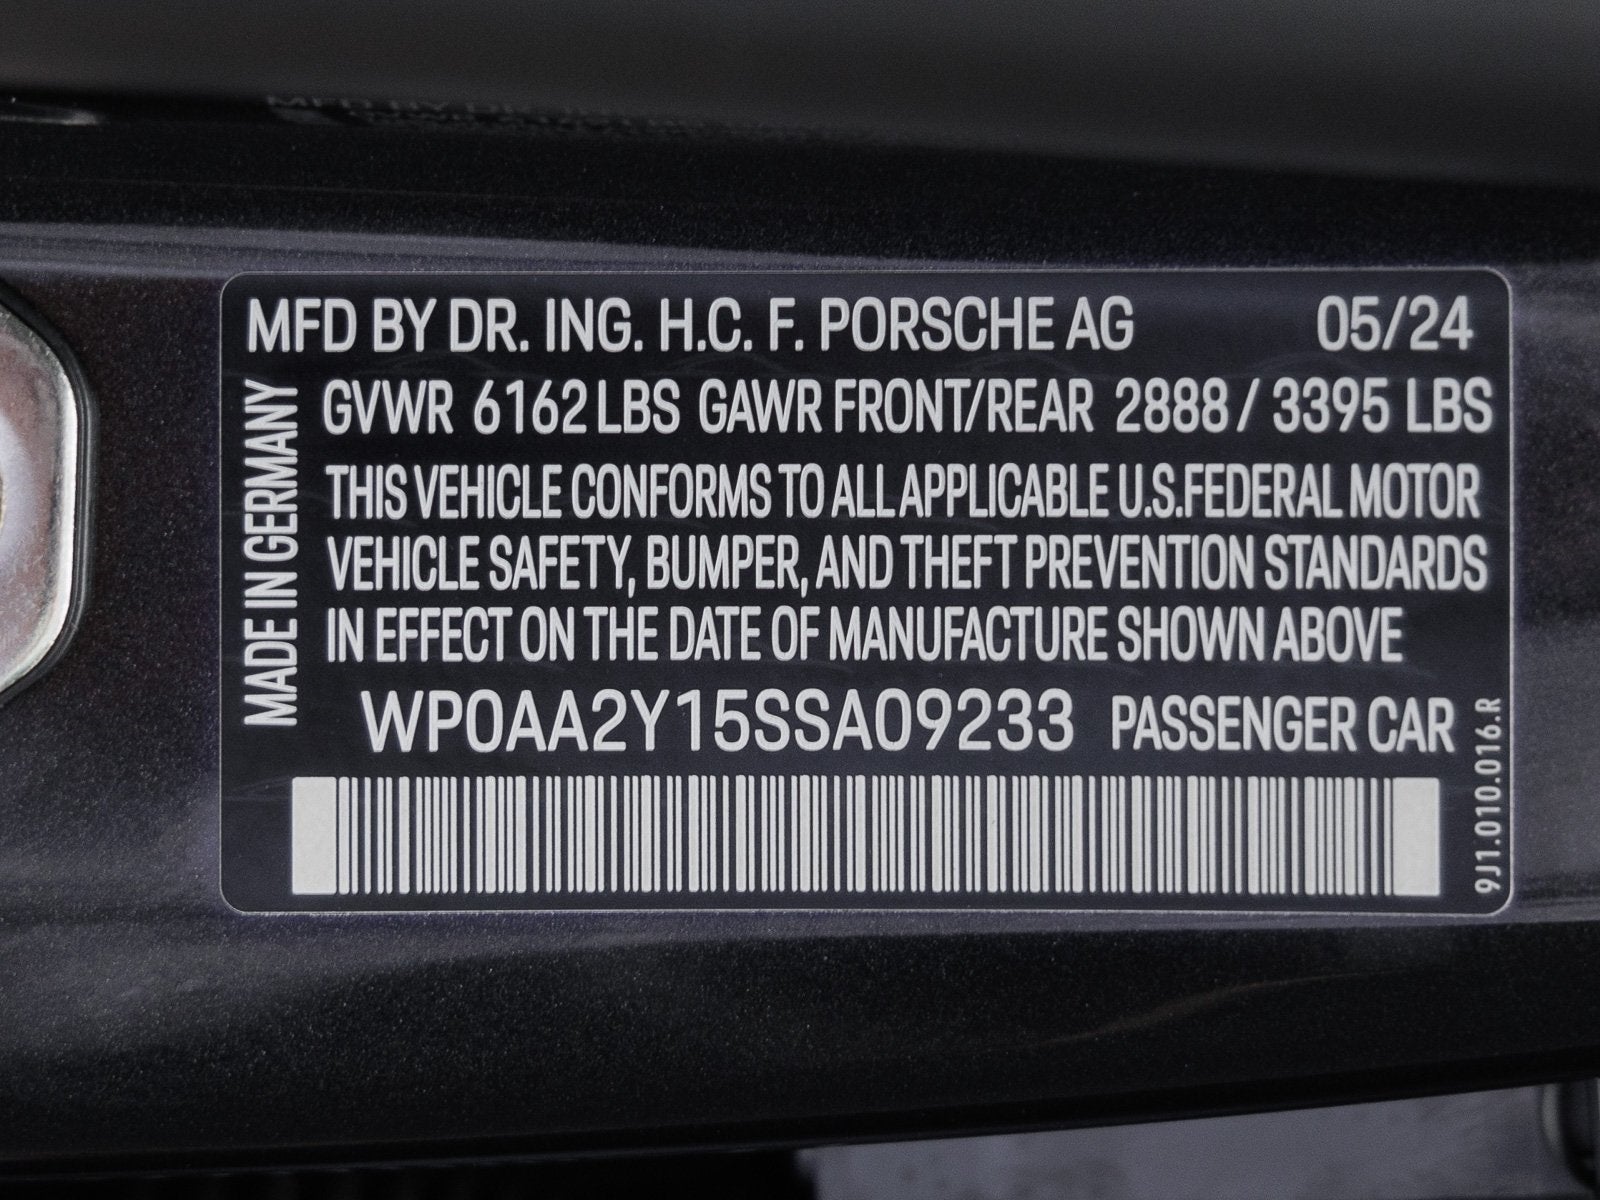 MFD BY DR. ING. H.C. F. PORSCHE AG 05/24
MADE IN GERMANY
GVWR 6162 LBS GAWR FRONT/REAR 2888 / 3395 LBS
THIS VEHICLE CONFORMS TO ALL APPLICABLE U.S.FEDERAL MOTOR
VEHICLE SAFETY, BUMPER, AND THEFT PREVENTION STANDARDS
IN EFFECT ON THE DATE OF MANUFACTURE SHOWN ABOVE
WP0AA2Y15SSA09233 PASSENGER CAR
9J1.010.016.R